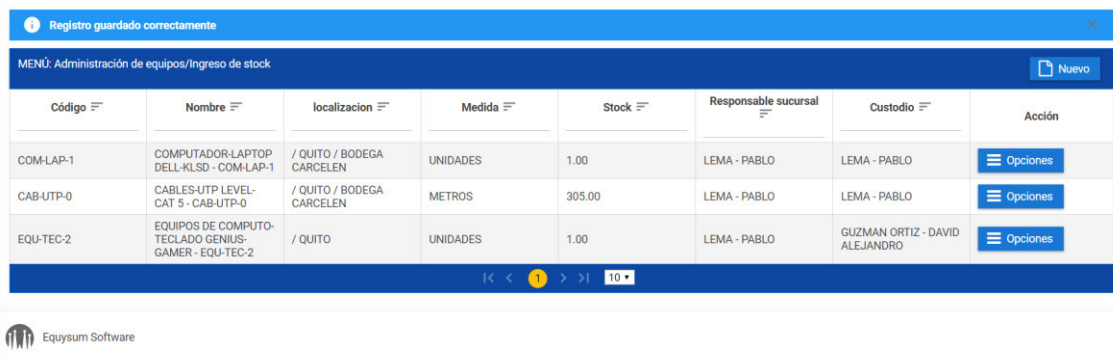 Registro guardado correctamente
MENÚ: Administración de equipos/Ingreso de stock
Nuevo
Código
Nombre
localizacion
Medida
Stock
Responsable sucursal
Custodio
Acción
COM-LAP-1
COMPUTADOR-LAPTOP
DELL-KLSD - COM-LAP-1
/ QUITO / BODEGA
CARCELEN
UNIDADES
1.00
LEMA - PABLO
LEMA - PABLO
Opciones
CAB-UTP-0
CABLES-UTP LEVEL-
CAT 5 - CAB-UTP-0
/ QUITO / BODEGA
CARCELEN
METROS
305.00
LEMA - PABLO
LEMA - PABLO
Opciones
EQU-TEC-2
EQUIPOS DE COMPUTO-
TECLADO GENIUS-
GAMER - EQU-TEC-2
/ QUITO
UNIDADES
1.00
LEMA - PABLO
GUZMAN ORTIZ - DAVID
ALEJANDRO
Opciones
1
10
Equysum Software